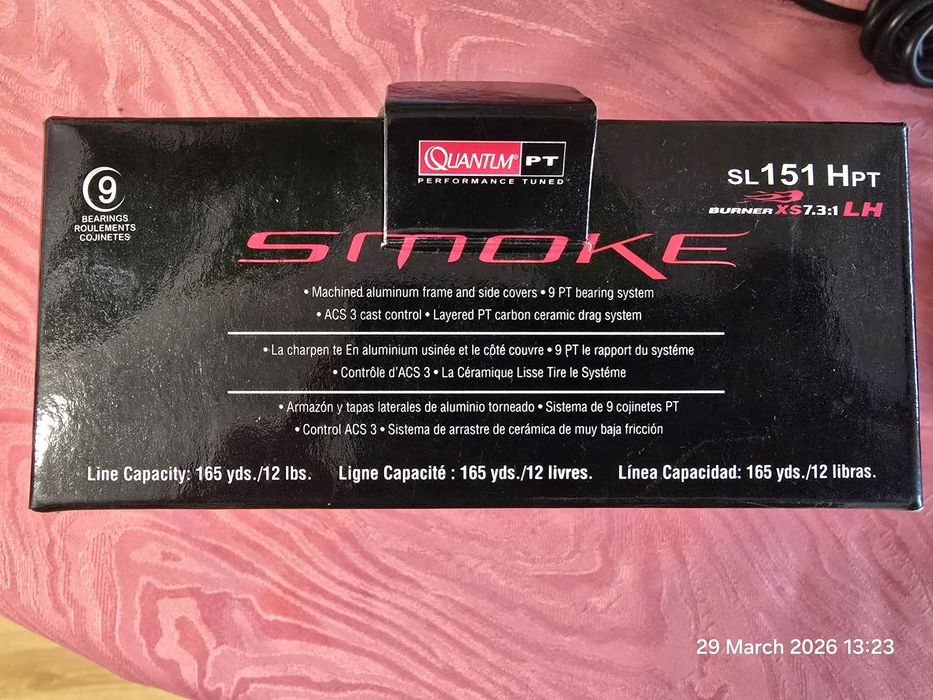 QUANTUM® PT
PERFORMANCE TUNED™
9
BEARINGS
ROULEMENTS
COJINETES
SL151 HPT
BURNER XS 7.3:1 LH
SMOKE
• Machined aluminum frame and side covers • 9 PT bearing system
• ACS 3 cast control • Layered PT carbon ceramic drag system
• La charpen te En aluminium usinée et le côté couvre • 9 PT le rapport du systéme
• Contrôle d'ACS 3 • La Céramique Lisse Tire le Systéme
• Armazón y tapas laterales de aluminio torneado • Sistema de 9 cojinetes PT
• Control ACS 3 • Sistema de arrastre de cerámica de muy baja fricción
Line Capacity: 165 yds./12 lbs. Ligne Capacité : 165 yds./12 livres. Línea Capacidad: 165 yds./12 libras.
29 March 2026 13:23